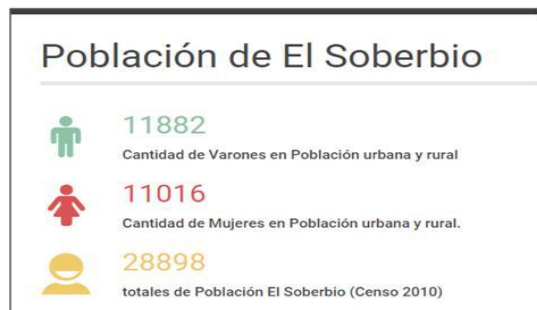 Población de El Soberbio
11882
Cantidad de Varones en Población urbana y rural
11016
Cantidad de Mujeres en Población urbana y rural.
28898
totales de Población El Soberbio (Censo 2010)